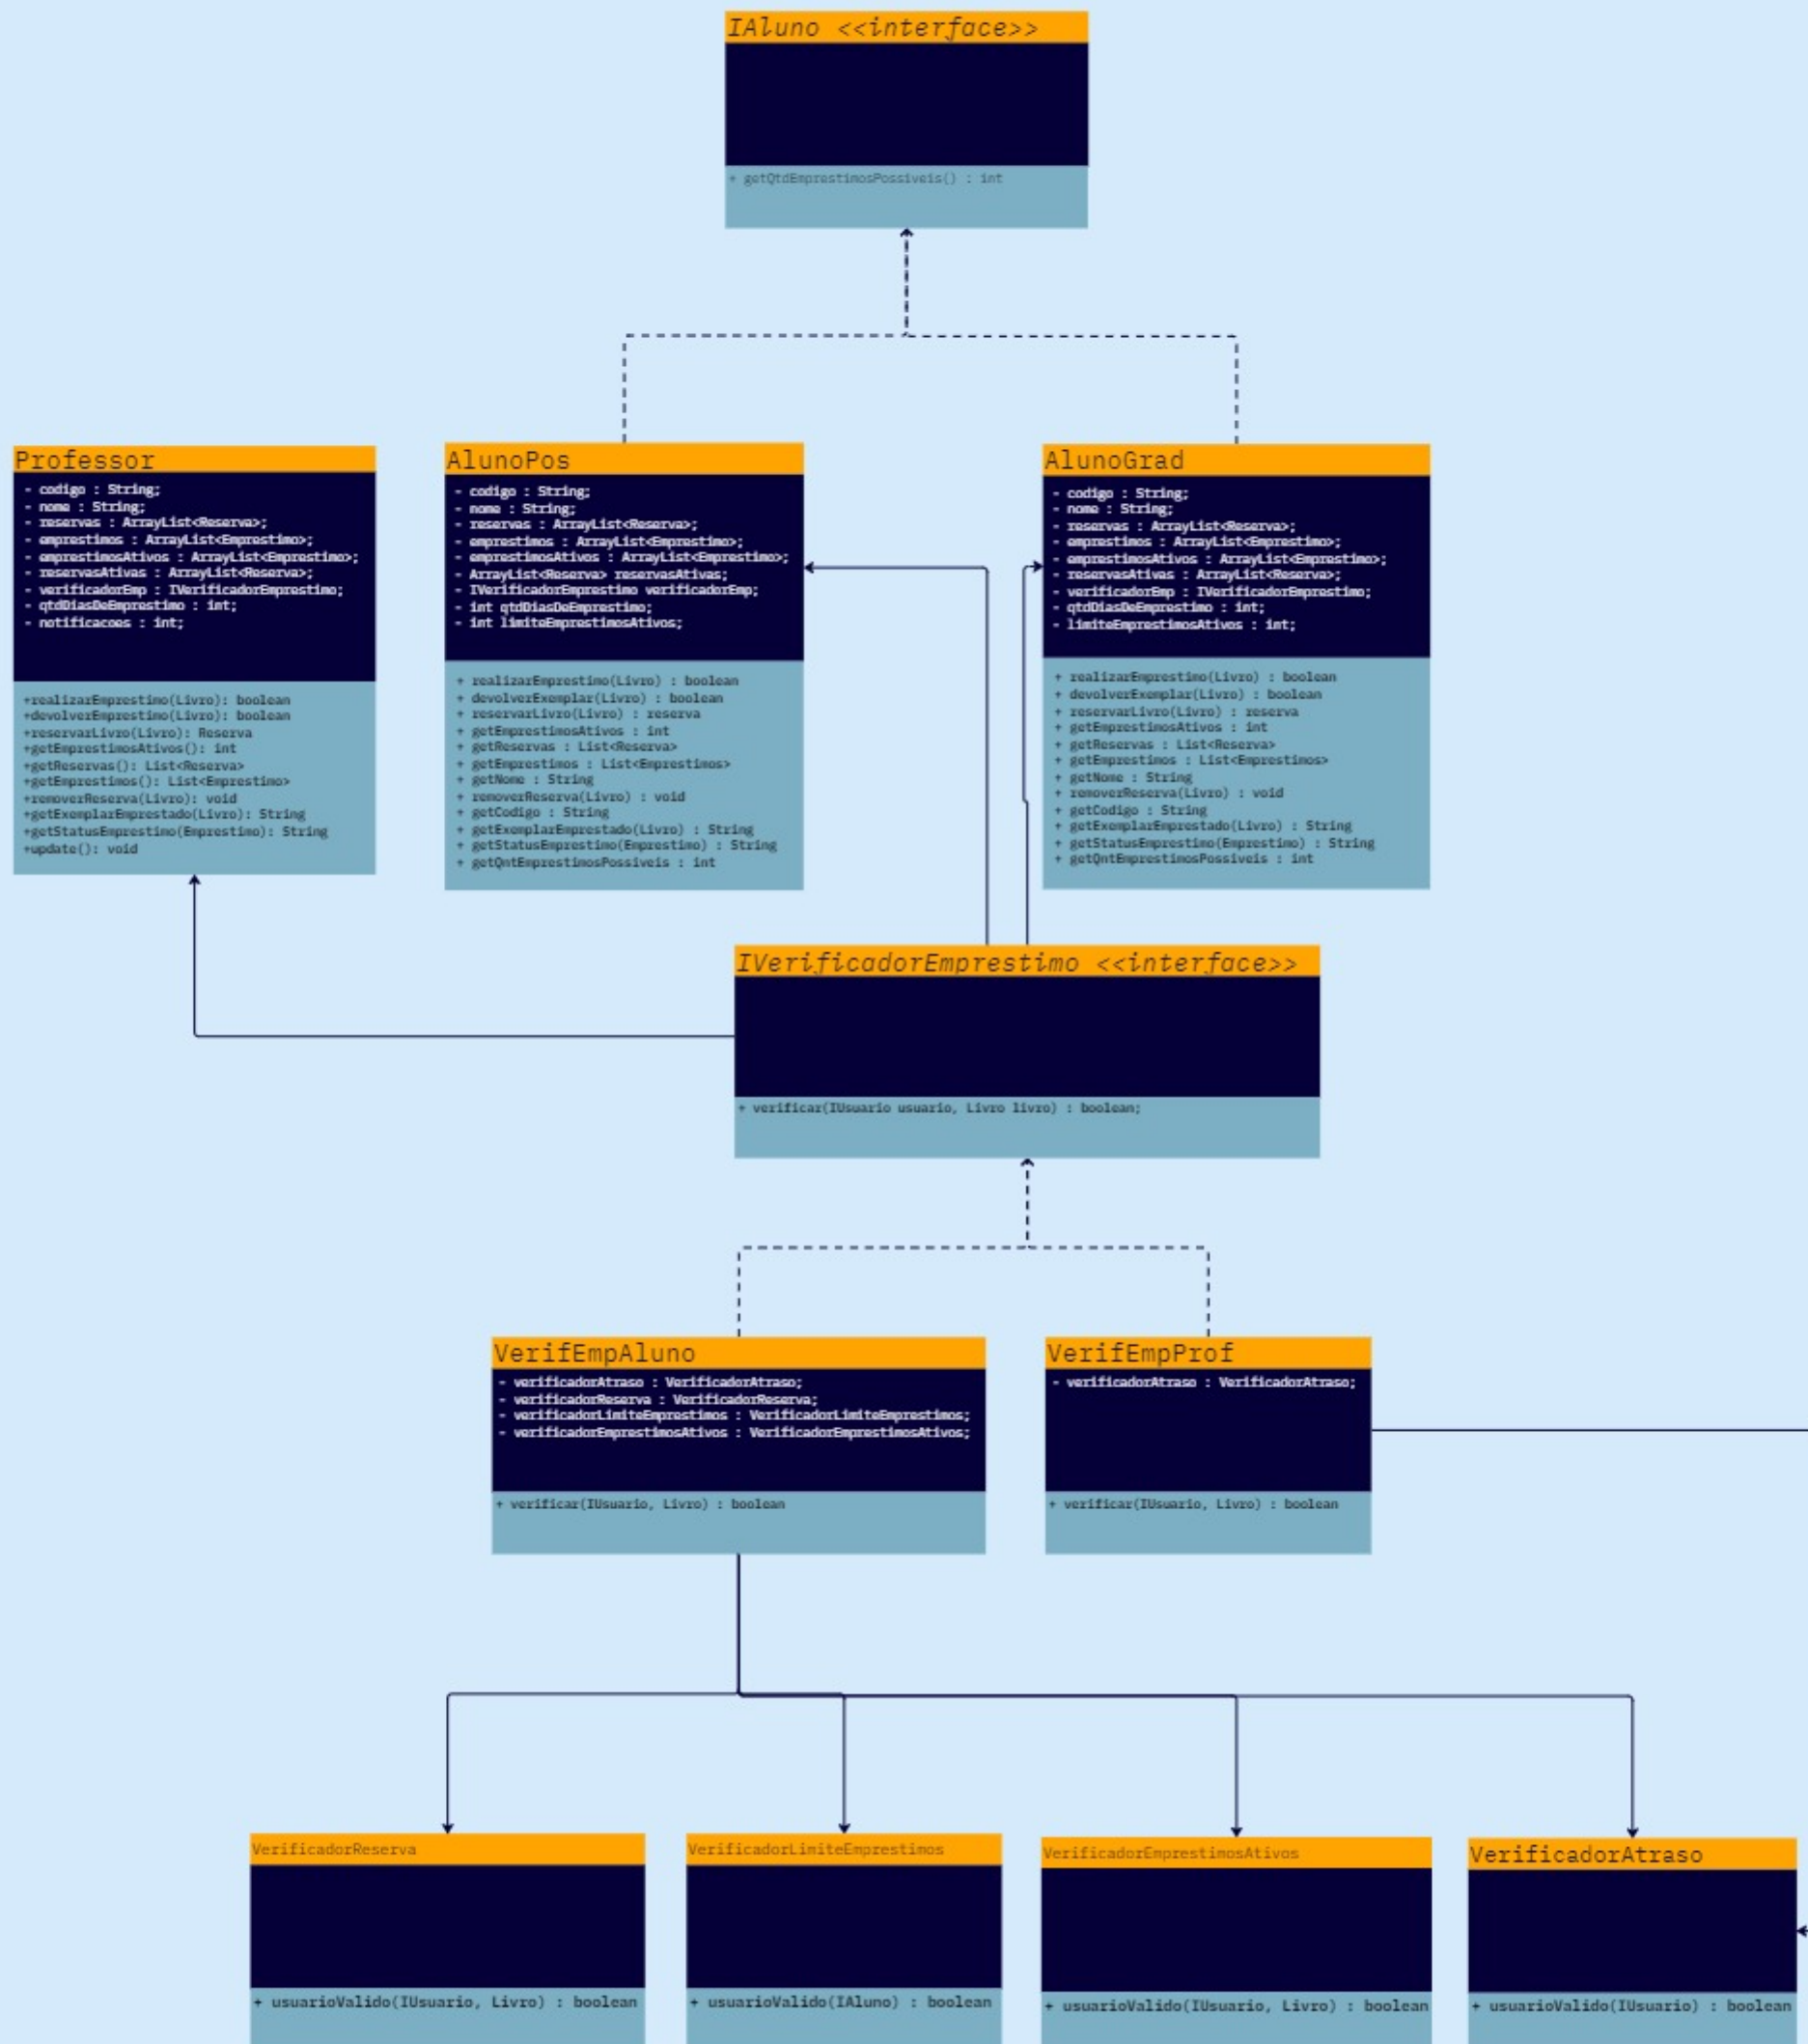 IAluno <<interface>>
+ getQtdEmprestimosPossiveis() : int
Professor
- codigo : String;
- nome : String;
- reservas : ArrayList<Reserva>;
- emprestimos : ArrayList<Emprestimo>;
- emprestimosAtivos : ArrayList<Emprestimo>;
- reservasAtivas : ArrayList<Reserva>;
- verificadorEmp : IVerificadorEmprestimo;
- qtdDiasDeEmprestimo : int;
- notificacoes : int;
+realizarEmprestimo(Livro): boolean
+devolverEmprestimo(Livro): boolean
+reservarLivro(Livro): Reserva
+getEmprestimosAtivos(): int
+getReservas(): List<Reserva>
+getEmprestimos(): List<Emprestimo>
+removerReserva(Livro): void
+getExemplarEmprestado(Livro): String
+getStatusEmprestimo(Emprestimo): String
+update(): void
AlunoPos
- codigo : String;
- nome : String;
- reservas : ArrayList<Reserva>;
- emprestimos : ArrayList<Emprestimo>;
- emprestimosAtivos : ArrayList<Emprestimo>;
- ArrayList<Reserva> reservasAtivas;
- IVerificadorEmprestimo verificadorEmp;
- int qtdDiasDeEmprestimo;
- int limiteEmprestimosAtivos;
+ realizarEmprestimo(Livro) : boolean
+ devolverExemplar(Livro) : boolean
+ reservarLivro(Livro) : reserva
+ getEmprestimosAtivos : int
+ getReservas : List<Reserva>
+ getEmprestimos : List<Emprestimos>
+ getNome : String
+ removerReserva(Livro) : void
+ getCodigo : String
+ getExemplarEmprestado(Livro) : String
+ getStatusEmprestimo(Emprestimo) : String
+ getQntEmprestimosPossiveis : int
AlunoGrad
- codigo : String;
- nome : String;
- reservas : ArrayList<Reserva>;
- emprestimos : ArrayList<Emprestimo>;
- emprestimosAtivos : ArrayList<Emprestimo>;
- reservasAtivas : ArrayList<Reserva>;
- verificadorEmp : IVerificadorEmprestimo;
- qtdDiasDeEmprestimo : int;
- limiteEmprestimosAtivos : int;
+ realizarEmprestimo(Livro) : boolean
+ devolverExemplar(Livro) : boolean
+ reservarLivro(Livro) : reserva
+ getEmprestimosAtivos : int
+ getReservas : List<Reserva>
+ getEmprestimos : List<Emprestimos>
+ getNome : String
+ removerReserva(Livro) : void
+ getCodigo : String
+ getExemplarEmprestado(Livro) : String
+ getStatusEmprestimo(Emprestimo) : String
+ getQntEmprestimosPossiveis : int
IVerificadorEmprestimo <<interface>>
+ verificar(IUsuario usuario, Livro livro) : boolean;
VerifEmpAluno
- verificadorAtraso : VerificadorAtraso;
- verificadorReserva : VerificadorReserva;
- verificadorLimiteEmprestimos : VerificadorLimiteEmprestimos;
- verificadorEmprestimosAtivos : VerificadorEmprestimosAtivos;
+ verificar(IUsuario, Livro) : boolean
VerifEmpProf
- verificadorAtraso : VerificadorAtraso;
+ verificar(IUsuario, Livro) : boolean
VerificadorReserva
+ usuarioValido(IUsuario, Livro) : boolean
VerificadorLimiteEmprestimos
+ usuarioValido(IAluno) : boolean
VerificadorEmprestimosAtivos
+ usuarioValido(IUsuario, Livro) : boolean
VerificadorAtraso
+ usuarioValido(IUsuario) : boolean